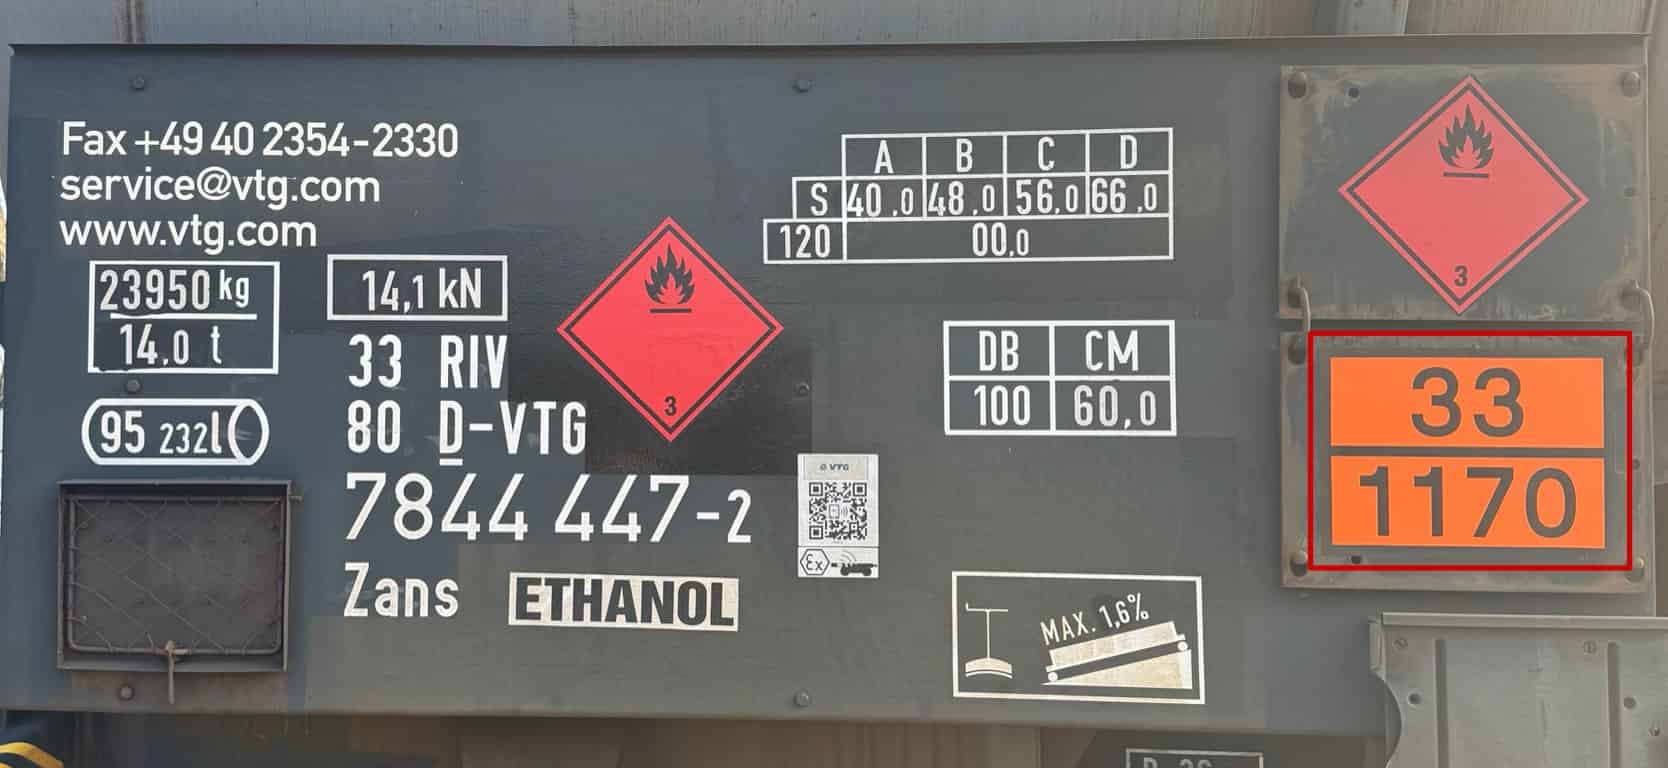 Fax +49 40 2354-2330
service@vtg.com
www.vtg.com
23950 kg
14,0 t
14,1 kN
95 232l
33 RIV
80 D-VTG
7844 447-2
Zans ETHANOL
3
A B C D
S 40,0 48,0 56,0 66,0
120 00,0
DB CM
100 60,0
VTG
Ex
MAX. 1,6%
3
33
1170